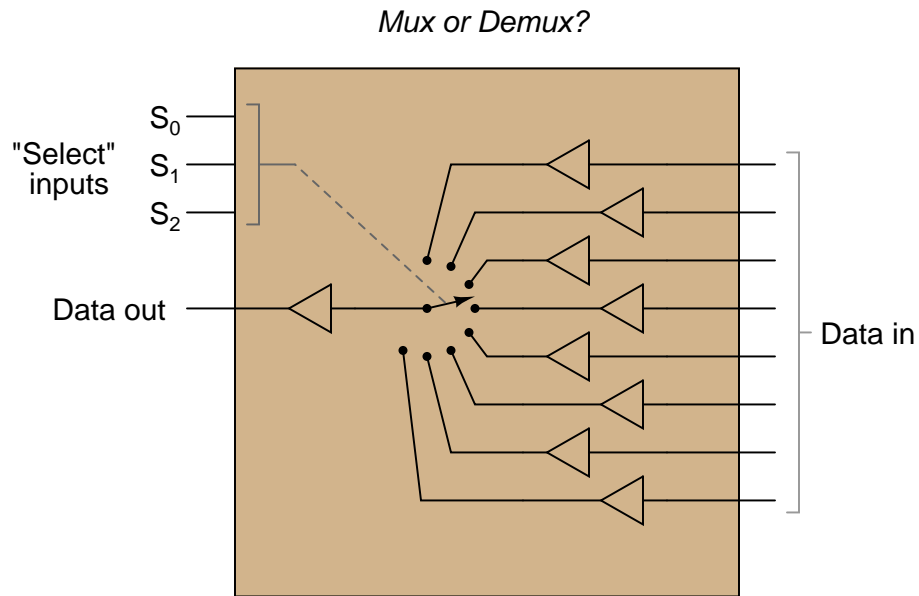 Mux or Demux?
S0
"Select"
inputs
S1
S2
Data out
Data in